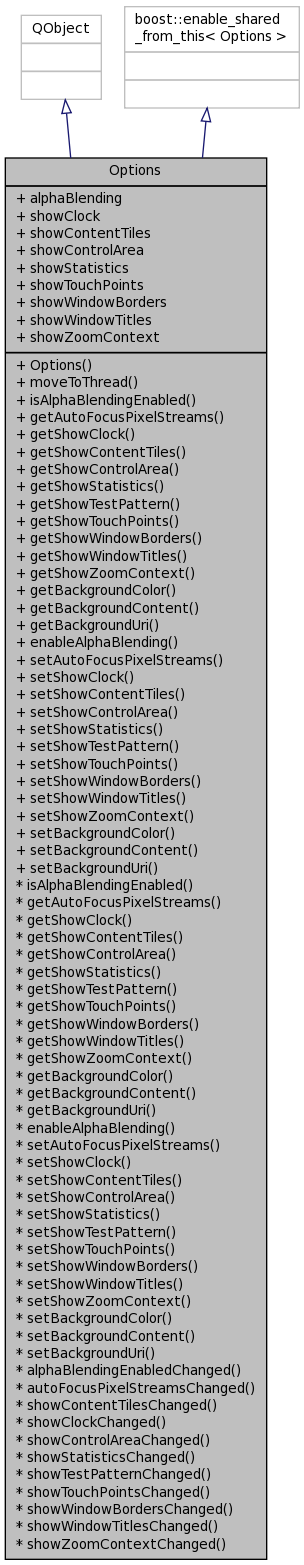 QObject
boost::enable_shared
_from_this< Options >
Options
+ alphaBlending
+ showClock
+ showContentTiles
+ showControlArea
+ showStatistics
+ showTouchPoints
+ showWindowBorders
+ showWindowTitles
+ showZoomContext
+ Options()
+ moveToThread()
+ isAlphaBlendingEnabled()
+ getAutoFocusPixelStreams()
+ getShowClock()
+ getShowContentTiles()
+ getShowControlArea()
+ getShowStatistics()
+ getShowTestPattern()
+ getShowTouchPoints()
+ getShowWindowBorders()
+ getShowWindowTitles()
+ getShowZoomContext()
+ getBackgroundColor()
+ getBackgroundContent()
+ getBackgroundUri()
+ enableAlphaBlending()
+ setAutoFocusPixelStreams()
+ setShowClock()
+ setShowContentTiles()
+ setShowControlArea()
+ setShowStatistics()
+ setShowTestPattern()
+ setShowTouchPoints()
+ setShowWindowBorders()
+ setShowWindowTitles()
+ setShowZoomContext()
+ setBackgroundColor()
+ setBackgroundContent()
+ setBackgroundUri()
* isAlphaBlendingEnabled()
* getAutoFocusPixelStreams()
* getShowClock()
* getShowContentTiles()
* getShowControlArea()
* getShowStatistics()
* getShowTestPattern()
* getShowTouchPoints()
* getShowWindowBorders()
* getShowWindowTitles()
* getShowZoomContext()
* getBackgroundColor()
* getBackgroundContent()
* getBackgroundUri()
* enableAlphaBlending()
* setAutoFocusPixelStreams()
* setShowClock()
* setShowContentTiles()
* setShowControlArea()
* setShowStatistics()
* setShowTestPattern()
* setShowTouchPoints()
* setShowWindowBorders()
* setShowWindowTitles()
* setShowZoomContext()
* setBackgroundColor()
* setBackgroundContent()
* setBackgroundUri()
* alphaBlendingEnabledChanged()
* autoFocusPixelStreamsChanged()
* showContentTilesChanged()
* showClockChanged()
* showControlAreaChanged()
* showStatisticsChanged()
* showTestPatternChanged()
* showTouchPointsChanged()
* showWindowBordersChanged()
* showWindowTitlesChanged()
* showZoomContextChanged()